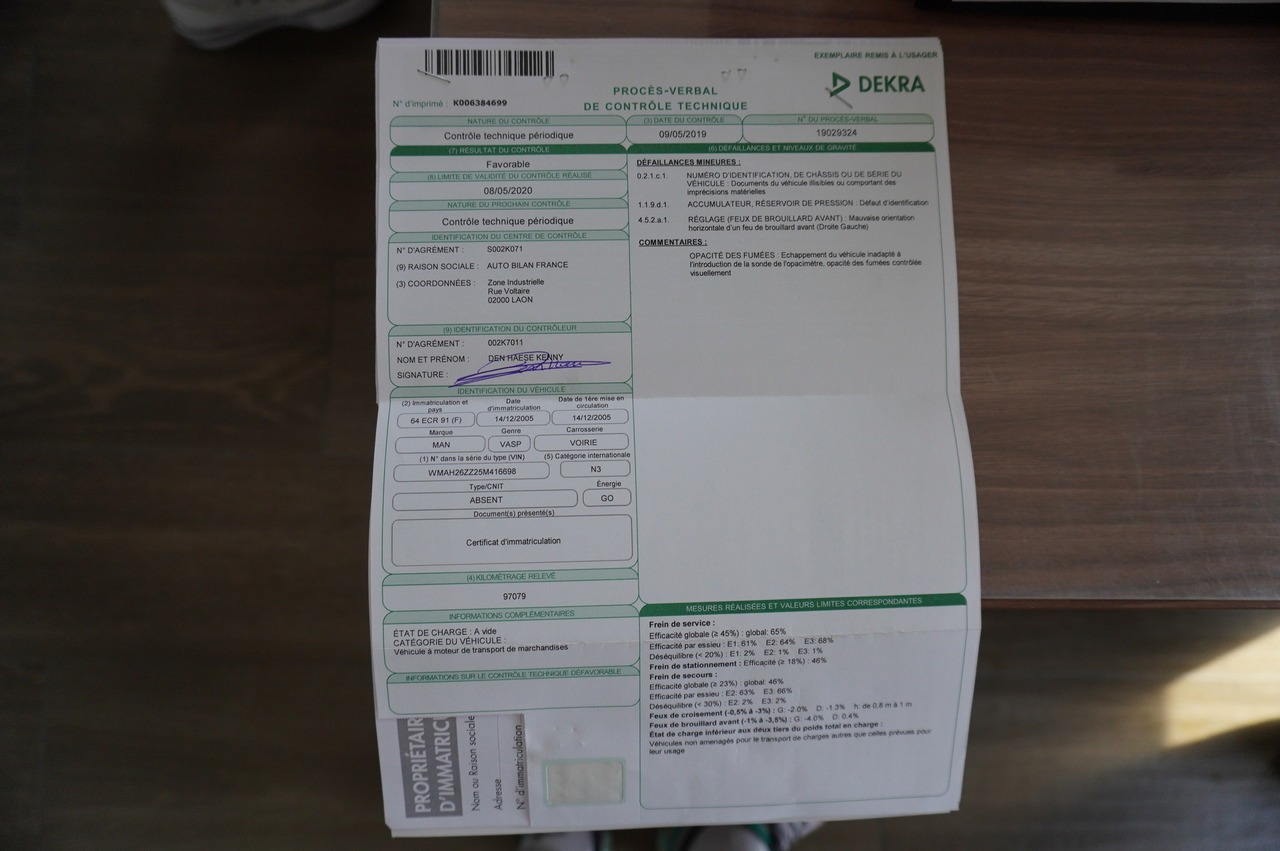 EXEMPLAIRE REMIS À L'USAGER
DEKRA
N° d'imprimé : K006384699
PROCÈS-VERBAL
DE CONTRÔLE TECHNIQUE
NATURE DU CONTRÔLE
Contrôle technique périodique
(3) DATE DU CONTRÔLE
09/05/2019
N° DU PROCÈS-VERBAL
19029324
(7) RÉSULTAT DU CONTRÔLE
Favorable
(8) LIMITE DE VALIDITÉ DU CONTRÔLE RÉALISÉ
08/05/2020
NATURE DU PROCHAIN CONTRÔLE
Contrôle technique périodique
IDENTIFICATION DU CENTRE DE CONTRÔLE
N° D'AGRÉMENT : S002K071
(9) RAISON SOCIALE : AUTO BILAN FRANCE
(3) COORDONNÉES : Zone Industrielle
Rue Voltaire
02000 LAON
(9) IDENTIFICATION DU CONTRÔLEUR
N° D'AGRÉMENT : 002K7011
NOM ET PRÉNOM : DEN HAESE KENNY
SIGNATURE :
IDENTIFICATION DU VÉHICULE
(2) Immatriculation et pays
64 ECR 91 (F)
Date d'immatriculation
14/12/2005
Date de 1ère mise en circulation
14/12/2005
Marque
MAN
Genre
VASP
Carrosserie
VOIRIE
(1) N° dans la série du type (VIN)
WMAH26ZZ25M416698
(5) Catégorie internationale
N3
Type/CNIT
ABSENT
Énergie
GO
Document(s) présenté(s)
Certificat d'immatriculation
(4) KILOMÉTRAGE RELEVÉ
97079
INFORMATIONS COMPLÉMENTAIRES
ÉTAT DE CHARGE : A vide
CATÉGORIE DU VÉHICULE :
Véhicule à moteur de transport de marchandises
INFORMATIONS SUR LE CONTRÔLE TECHNIQUE DÉFAVORABLE
(6) DÉFAILLANCES ET NIVEAUX DE GRAVITÉ
DÉFAILLANCES MINEURES :
0.2.1.c.1. NUMÉRO D'IDENTIFICATION, DE CHÂSSIS OU DE SÉRIE DU
VÉHICULE : Documents du véhicule illisibles ou comportant des
imprécisions matérielles
1.1.9.d.1. ACCUMULATEUR, RÉSERVOIR DE PRESSION : Défaut d'identification
4.5.2.a.1. RÉGLAGE (FEUX DE BROUILLARD AVANT) : Mauvaise orientation
horizontale d'un feu de brouillard avant (Droite Gauche)
COMMENTAIRES :
OPACITÉ DES FUMÉES : Echappement du véhicule inadapté à
l'introduction de la sonde de l'opacimètre, opacité des fumées contrôlée
visuellement
MESURES RÉALISÉES ET VALEURS LIMITES CORRESPONDANTES
Frein de service :
Efficacité globale (≥ 45%) : global: 65%
Efficacité par essieu : E1: 61% E2: 64% E3: 68%
Déséquilibre (< 20%) : E1: 2% E2: 1% E3: 1%
Frein de stationnement : Efficacité (≥ 18%) : 46%
Frein de secours :
Efficacité globale (≥ 23%) : global: 46%
Efficacité par essieu : E2: 63% E3: 66%
Déséquilibre (< 30%) : E2: 2% E3: 2%
Feux de croisement (-0,5% à -3%) : G: -2.0% D: -1.3% h: de 0,8 m à 1 m
Feux de brouillard avant (-1% à -3,5%) : G: -4.0% D: 0.4%
État de charge inférieur aux deux tiers du poids total en charge :
Véhicules non amenagés pour le transport de charges autres que celles prévues pour
leur usage
PROPRIÉTAIR
D'IMMATRIC
Nom ou Raison sociale
Adresse
N° d'immatriculation